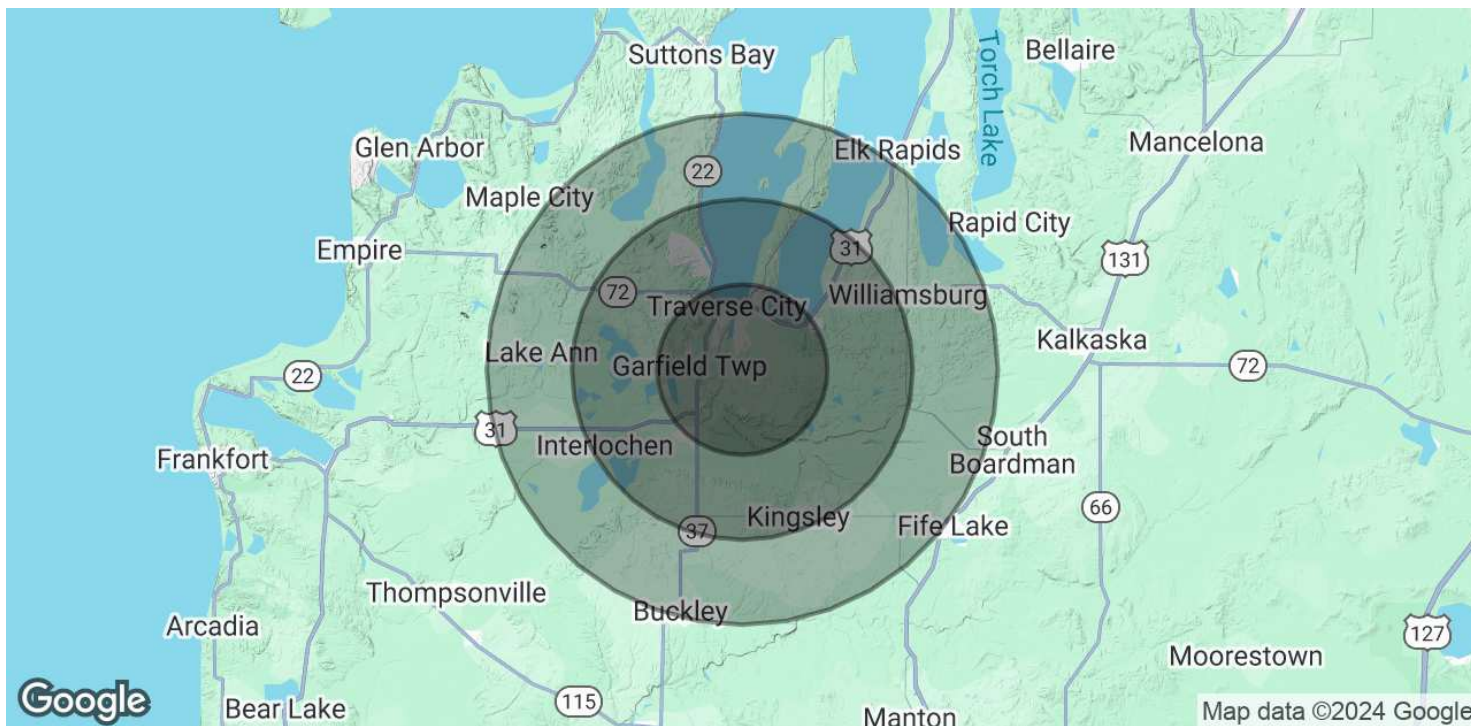 Suttons Bay
Bellaire
Torch Lake
Glen Arbor
Elk Rapids
Mancelona
22
Maple City
Rapid City
Empire
31
131
72
Williamsburg
Traverse City
Kalkaska
Lake Ann
Garfield Twp
72
22
31
Interlochen
South
Boardman
Frankfort
66
Kingsley
Fife Lake
37
Thompsonville
Buckley
Arcadia
127
Moorestown
Google
115
Bear Lake
Manton
Map data ©2024 Google